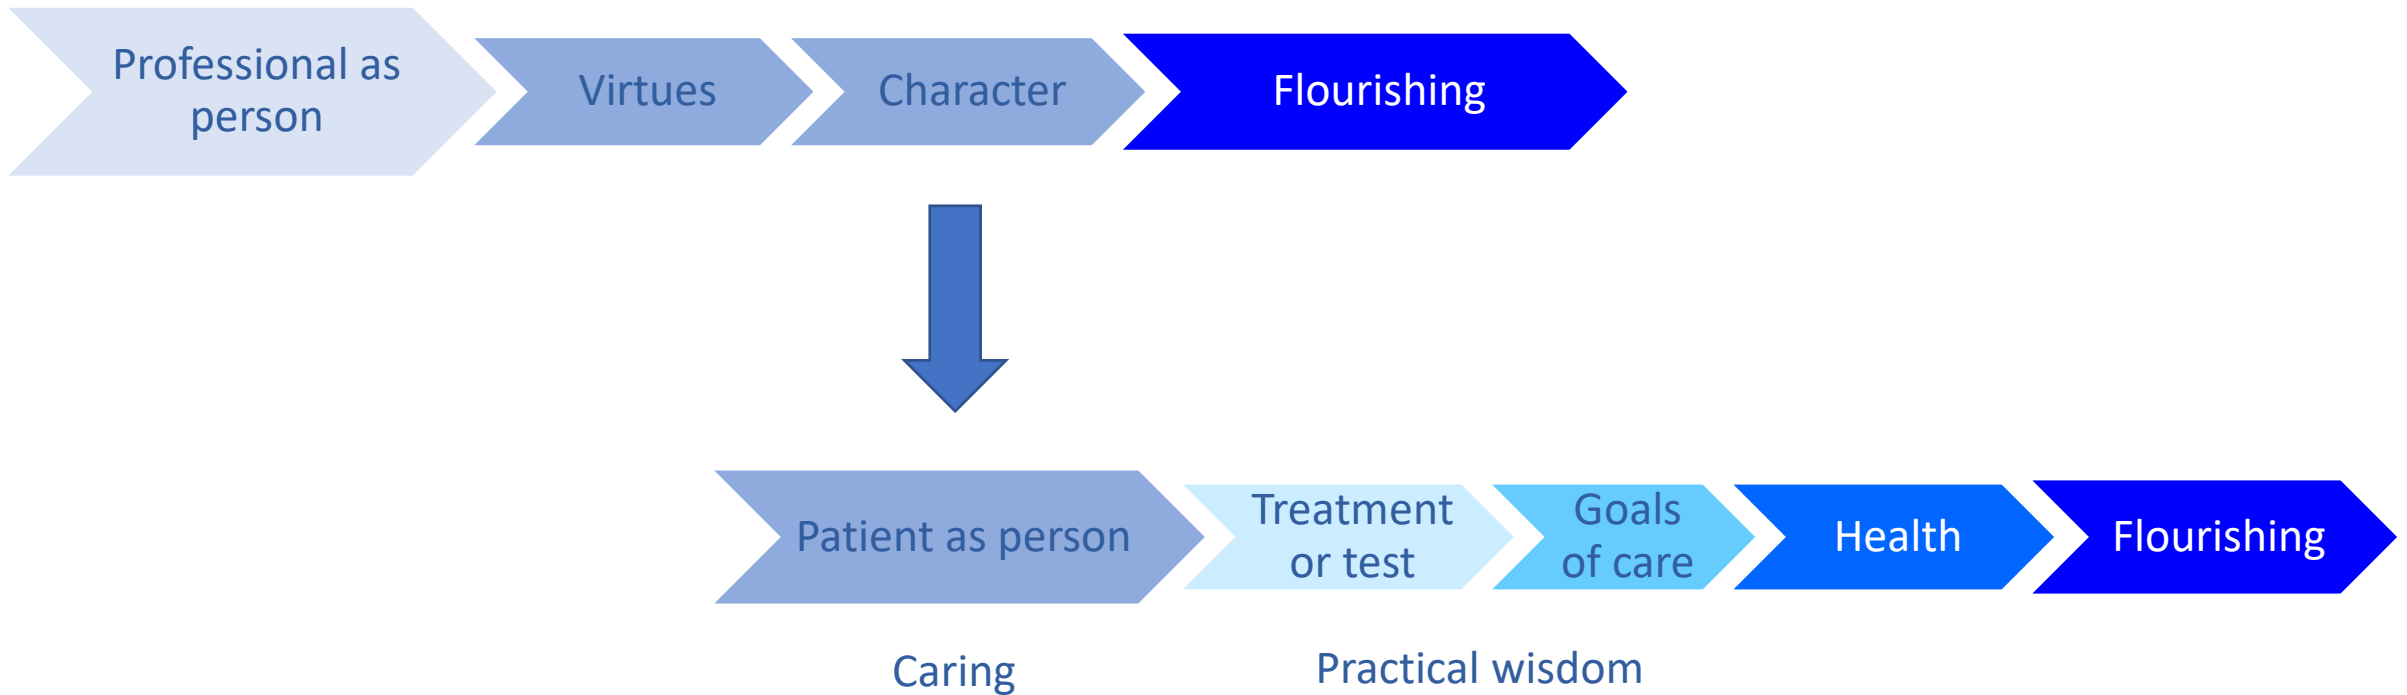 Professional as
person
Virtues
Character
Flourishing
Patient as person
Treatment
or test
Goals
of care
Health
Flourishing
Caring
Practical wisdom